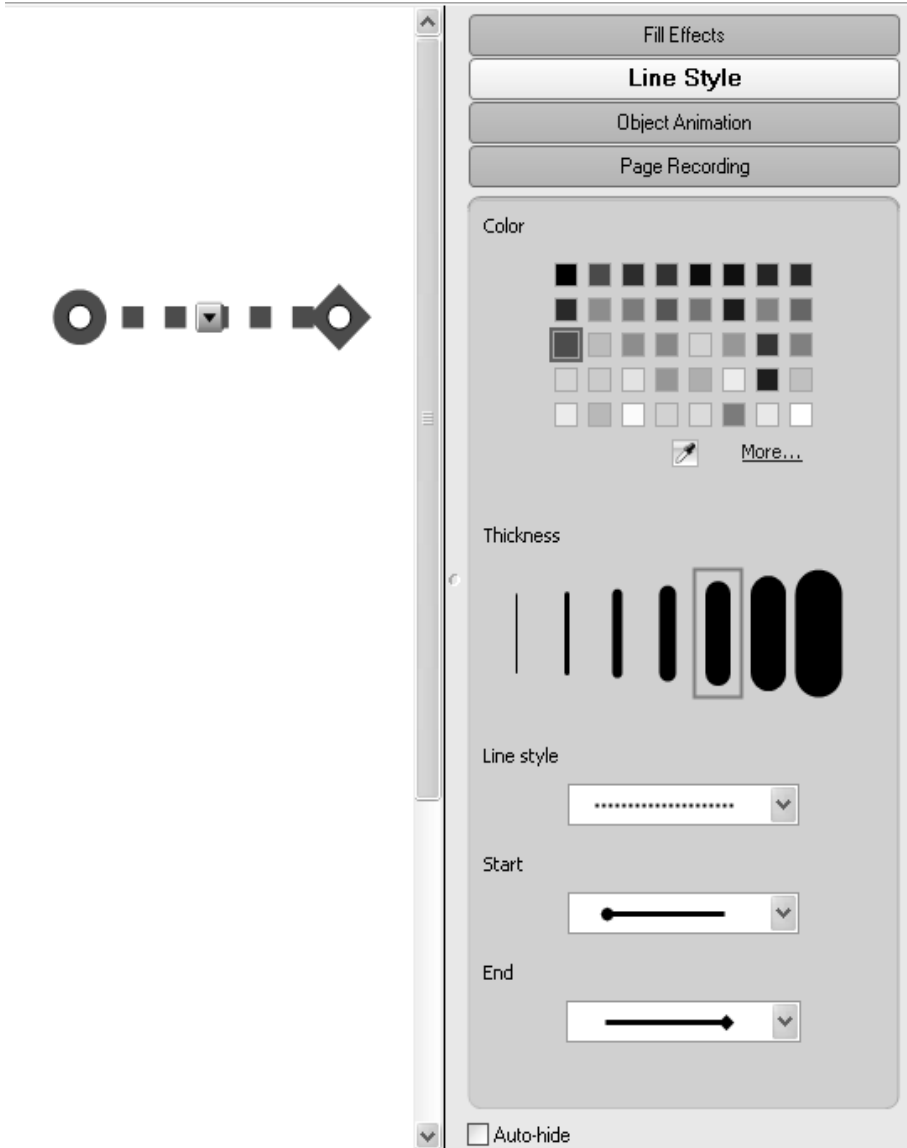 Fill Effects
Line Style
Object Animation
Page Recording
Color
More...
Thickness
Line style
Start
End
Auto-hide